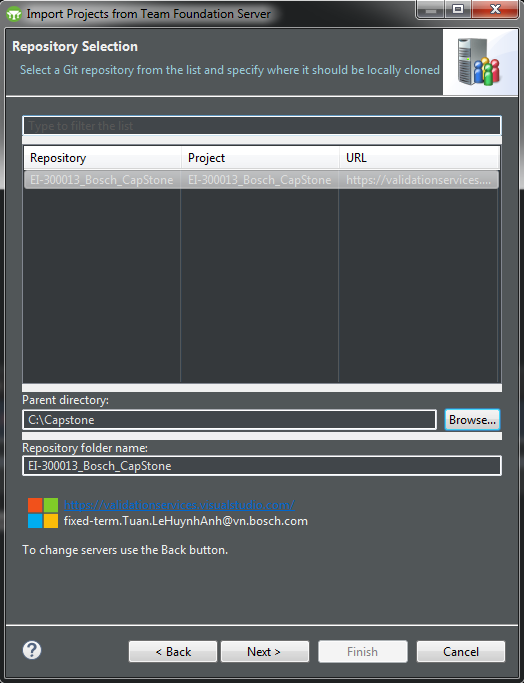 Import Projects from Team Foundation Server
Repository Selection
Select a Git repository from the list and specify where it should be locally cloned
Type to filter the list
Repository Project URL
EI-300013_Bosch_CapStone EI-300013_Bosch_CapStone https://validationservices....
Parent directory:
C:\Capstone Browse...
Repository folder name:
EI-300013_Bosch_CapStone
https://validationservices.visualstudio.com/
fixed-term.Tuan.LeHuynhAnh@vn.bosch.com
To change servers use the Back button.
? < Back Next > Finish Cancel